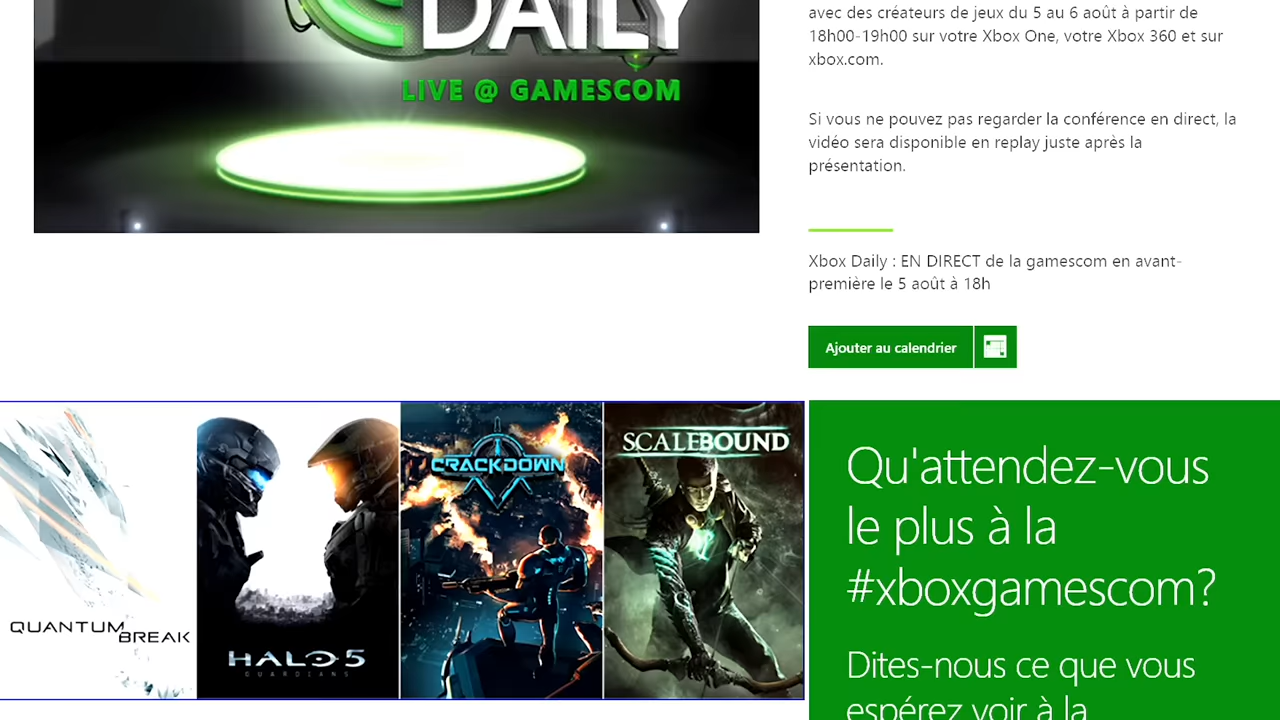 DAILY
LIVE @ GAMESCOM
avec des créateurs de jeux du 5 au 6 août à partir de
18h00-19h00 sur votre Xbox One, votre Xbox 360 et sur
xbox.com.
Si vous ne pouvez pas regarder la conférence en direct, la
vidéo sera disponible en replay juste après la
présentation.
Xbox Daily : EN DIRECT de la gamescom en avant-
première le 5 août à 18h
Ajouter au calendrier
QUANTUM
BREAK
HALO 5
GUARDIANS
CRACKDOWN
SCALEBOUND
Qu'attendez-vous
le plus à la
#xboxgamescom?
Dites-nous ce que vous
espérez voir à la